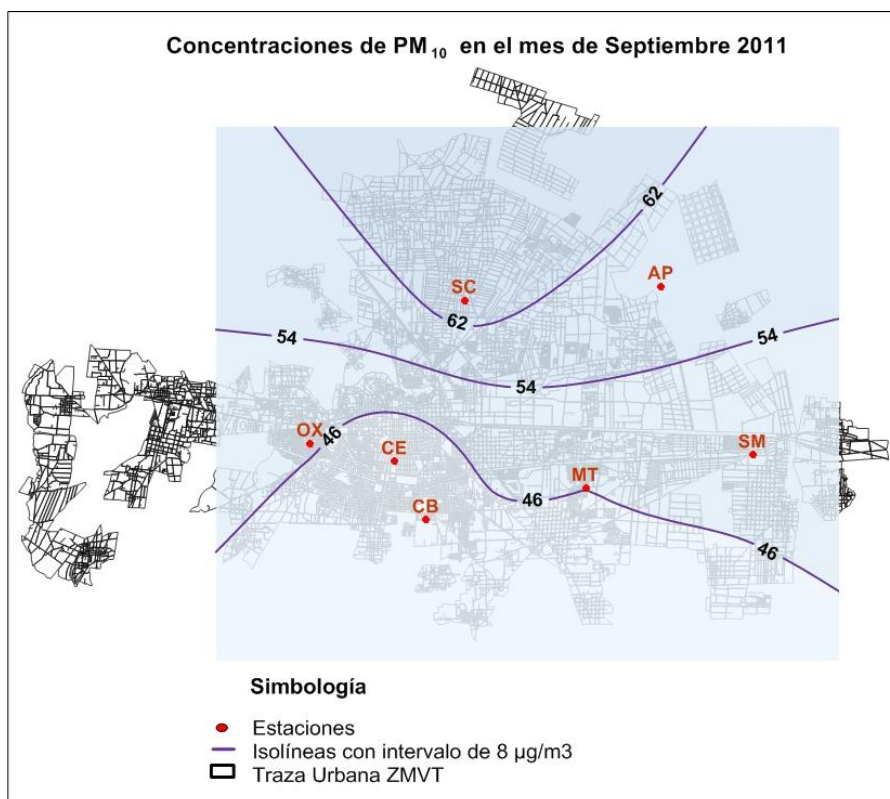 Concentraciones de PM₁₀ en el mes de Septiembre 2011
62
AP
SC
62
54
54
54
OX
46
CE
SM
MT
46
CB
46
Simbología
Estaciones
Isolíneas con intervalo de 8 µg/m3
Traza Urbana ZMVT